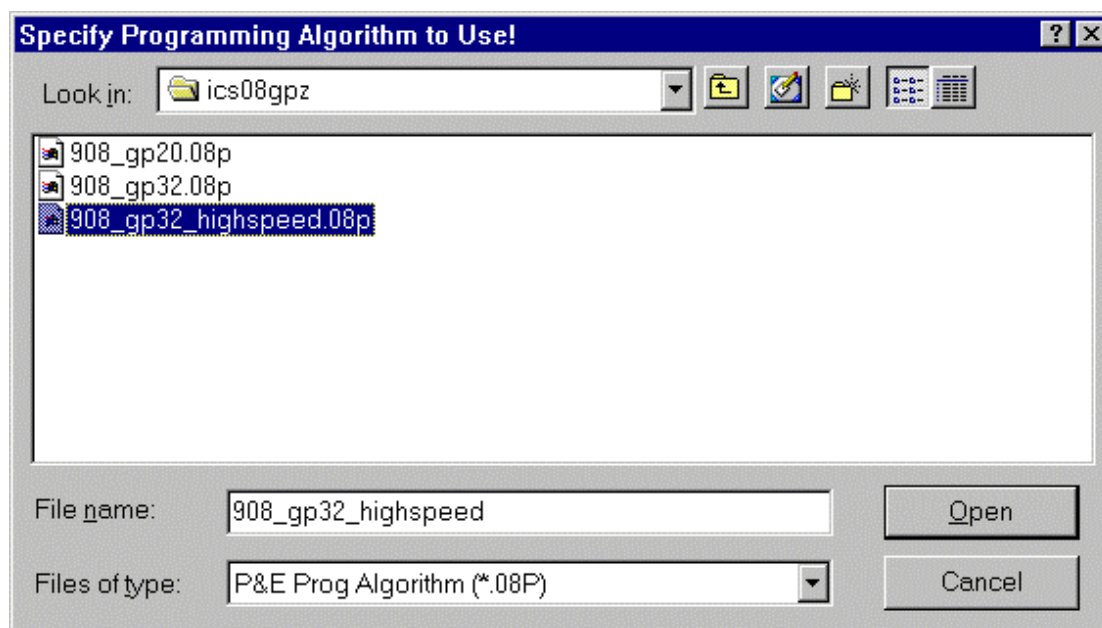 Specify Programming Algorithm to Use!
Look in: ics08gpz
908_gp20.08p
908_gp32.08p
908_gp32_highspeed.08p
File name: 908_gp32_highspeed Open
Files of type: P&E Prog Algorithm (*.08P) Cancel